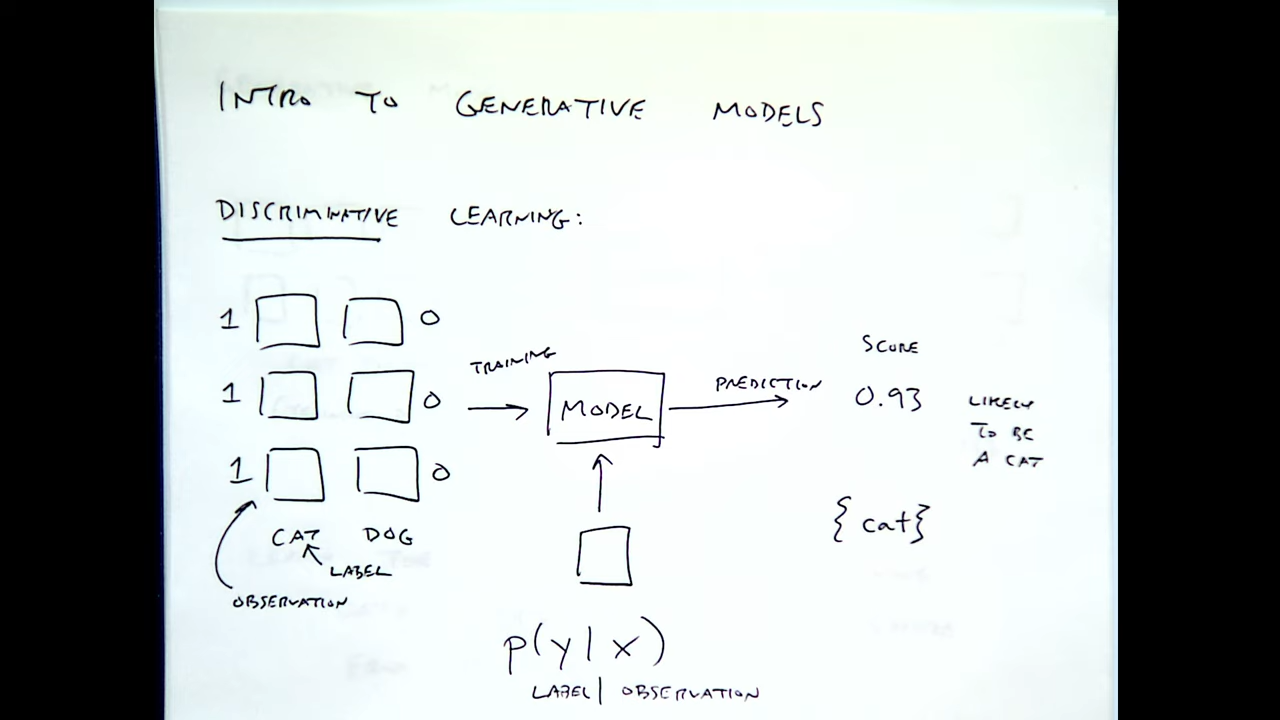 INTRO TO GENERATIVE MODELS
DISCRIMINATIVE LEARNING:
1 0
1 0
1 0
CAT DOG
LABEL
OBSERVATION
TRAINING
MODEL
PREDICTION
SCORE
0.93
LIKELY
TO BE
A CAT
{cat}
p(y|x)
LABEL| OBSERVATION